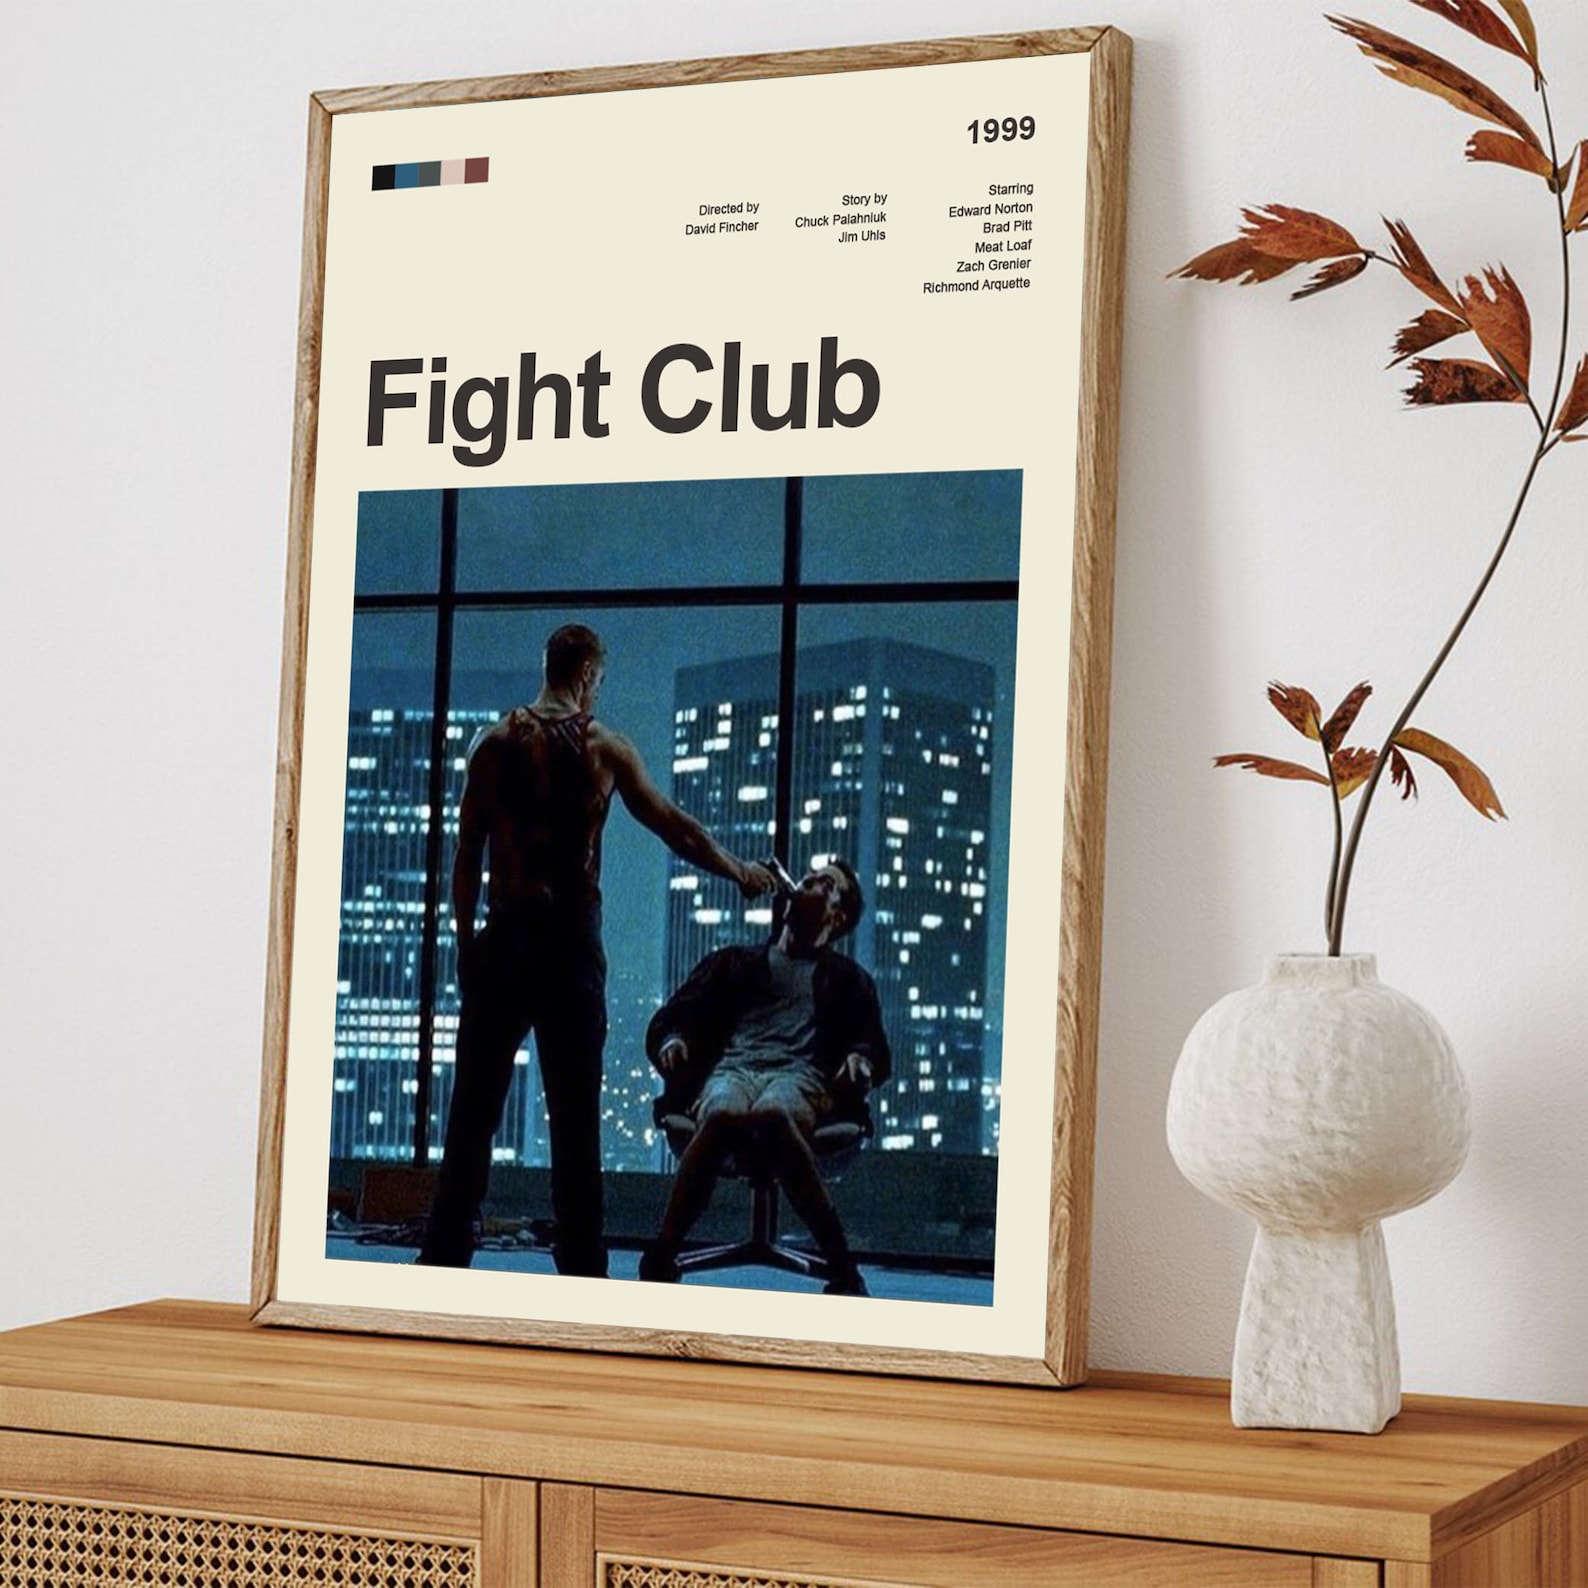 1999
Directed by
David Fincher
Story by
Chuck Palahniuk
Jim Uhls
Starring
Edward Norton
Brad Pitt
Meat Loaf
Zach Grenier
Richmond Arquette
Fight Club